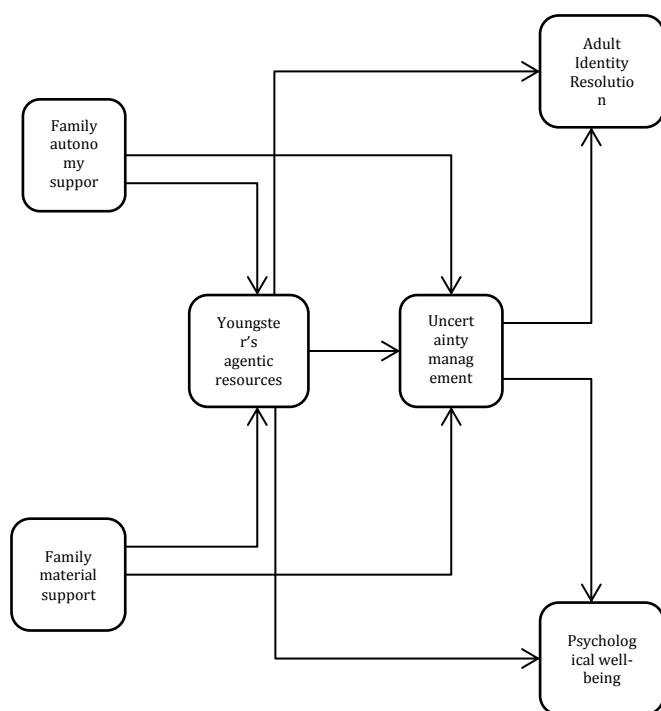 Adult
Identity
Resolutio
n
Family
autono
my
suppor
Youngste
r's
agentic
resources
Uncert
ainty
manag
ement
Family
material
support
Psycholog
ical well-
being